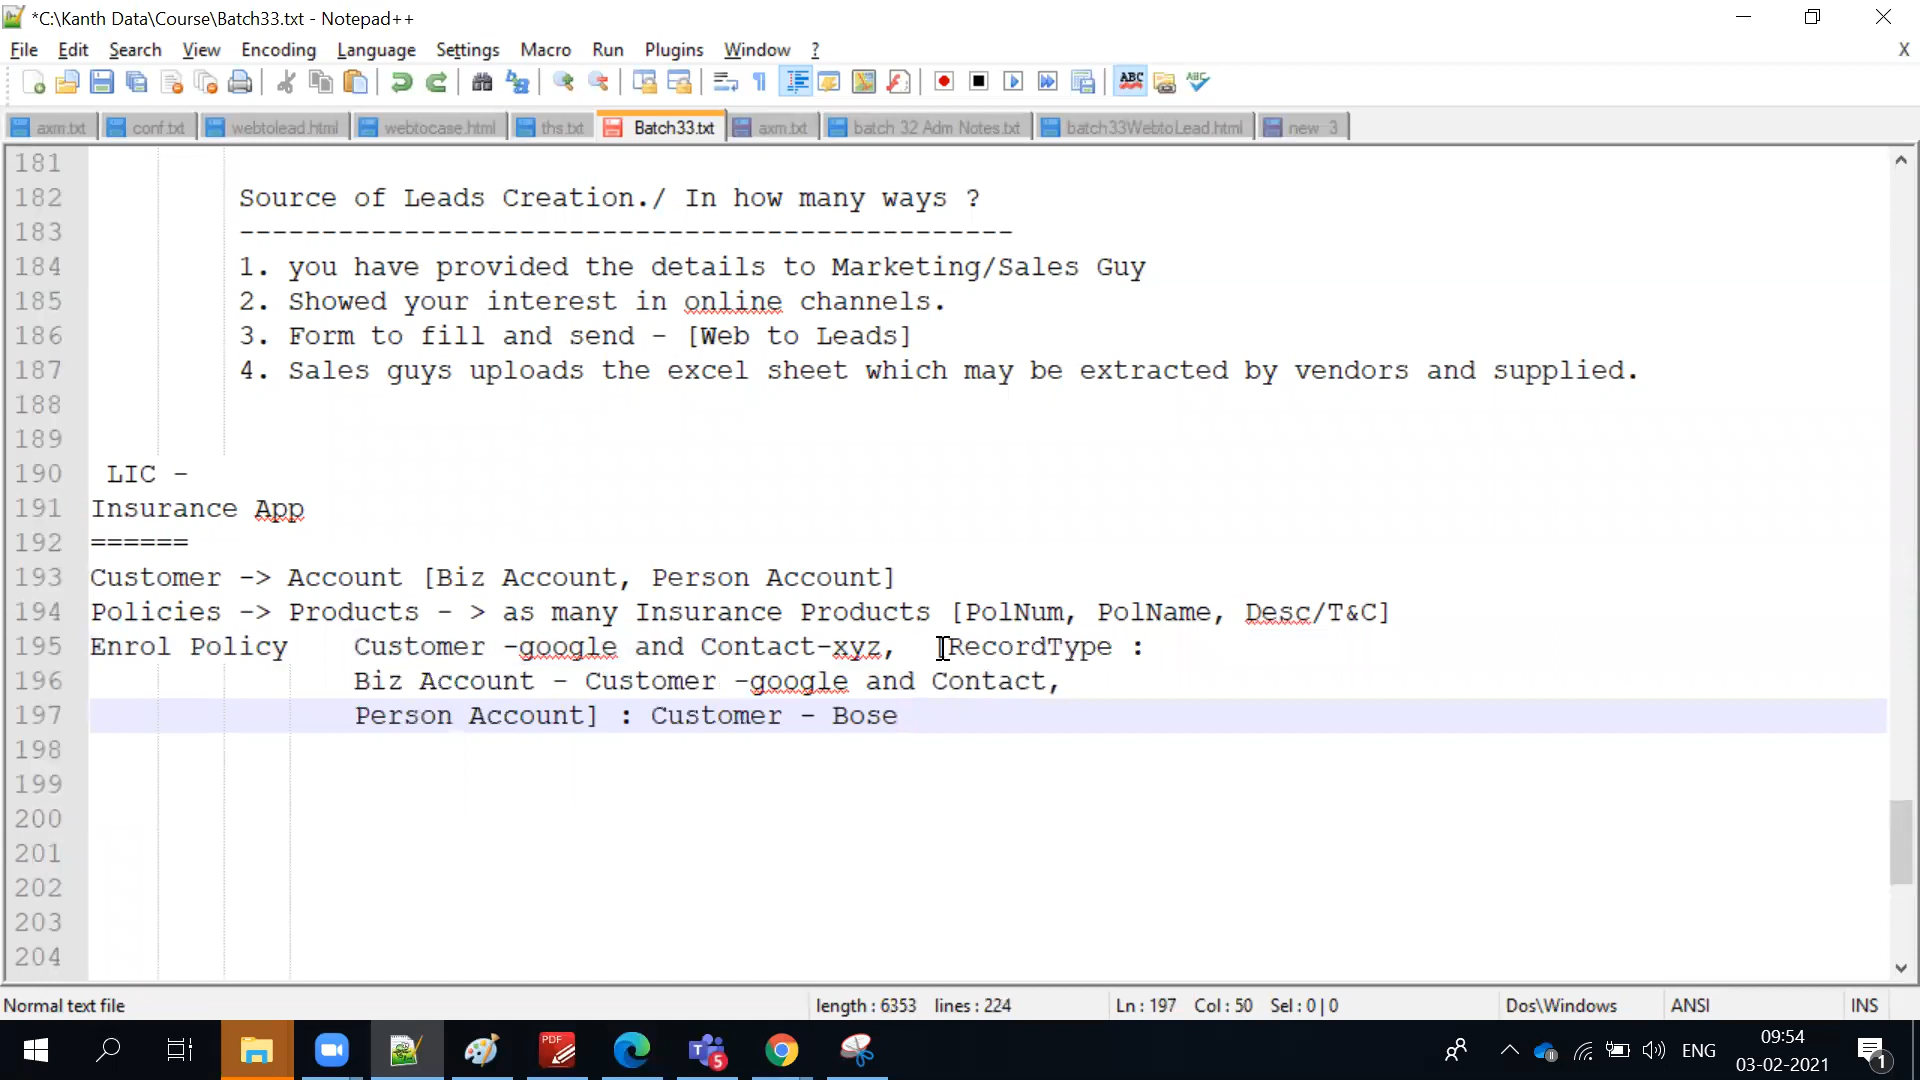 *C:\Kanth Data\Course\Batch33.txt - Notepad++
File Edit Search View Encoding Language Settings Macro Run Plugins Window ? X
ABC ABC
axm.txt conf.txt webtolead.html webtocase.html ths.txt Batch33.txt axm.txt batch 32 Adm Notes.txt batch33WebtoLead.html new 3
181
182 Source of Leads Creation./ In how many ways ?
183 -----------------------------------------------
184 1. you have provided the details to Marketing/Sales Guy
185 2. Showed your interest in online channels.
186 3. Form to fill and send - [Web to Leads]
187 4. Sales guys uploads the excel sheet which may be extracted by vendors and supplied.
188
189
190 LIC -
191 Insurance App
192 ======
193 Customer -> Account [Biz Account, Person Account]
194 Policies -> Products - > as many Insurance Products [PolNum, PolName, Desc/T&C]
195 Enrol Policy Customer -google and Contact-xyz, [RecordType :
196 Biz Account - Customer -google and Contact,
197 Person Account] : Customer - Bose
198
199
200
201
202
203
204
Normal text file length : 6353 lines : 224 Ln : 197 Col : 50 Sel : 0 | 0 Dos\Windows ANSI INS
PDF 5 ENG 09:54
03-02-2021 1